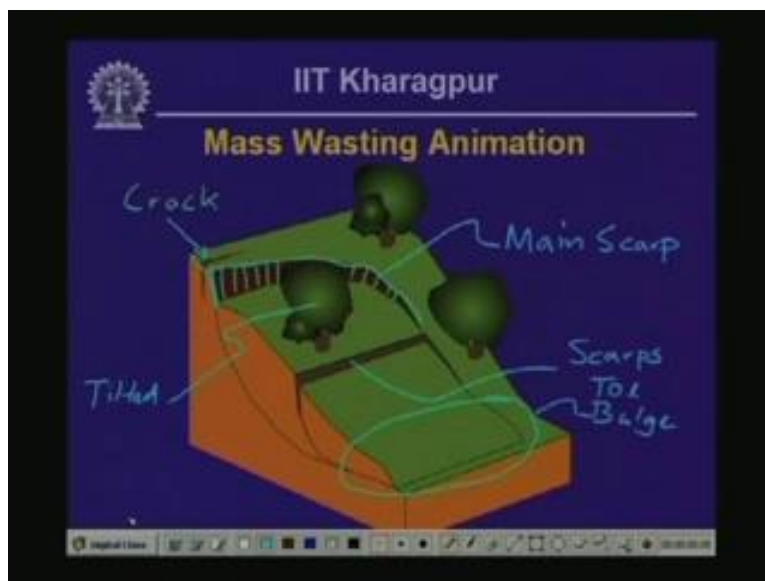 IIT Kharagpur
Mass Wasting Animation
Crack
Main Scarp
Scarps
Tilted
Toe
Bulge